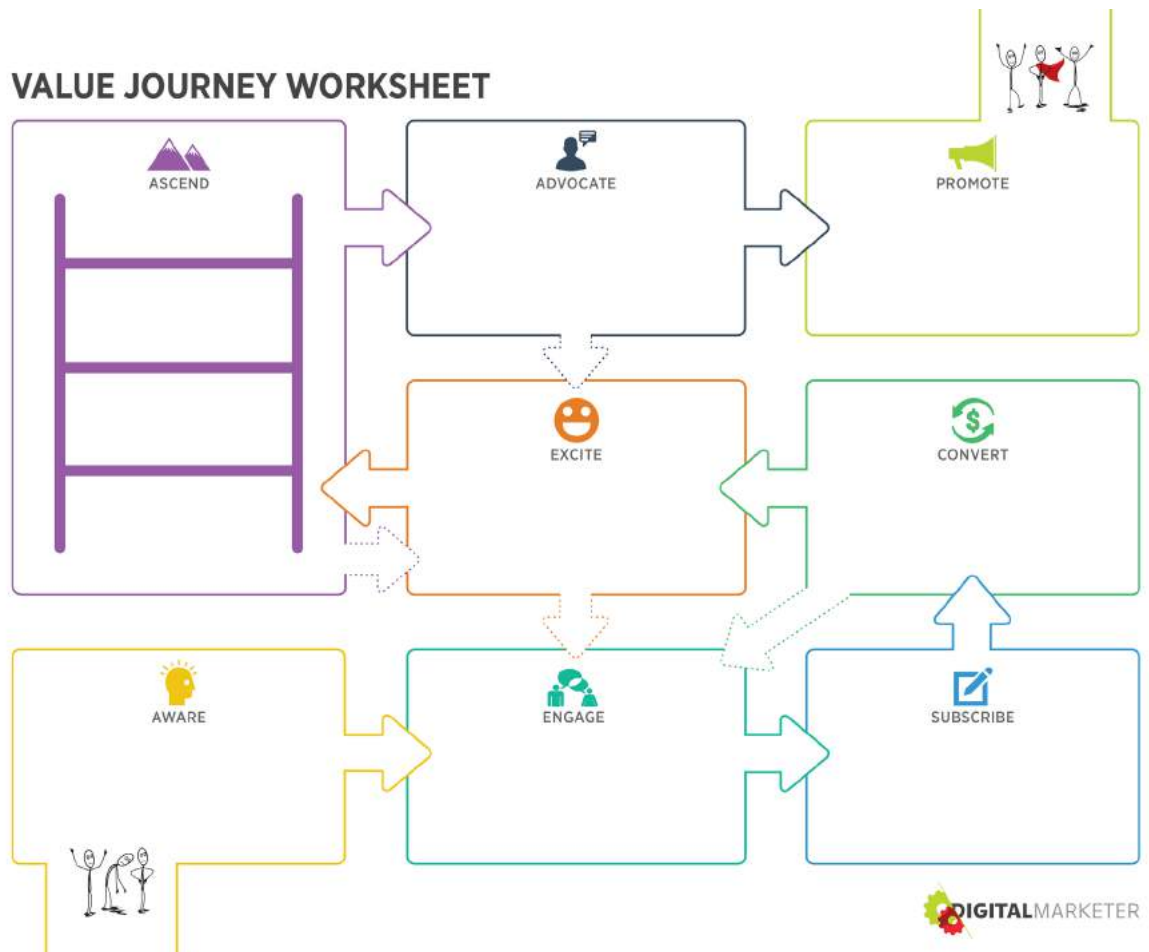 VALUE JOURNEY WORKSHEET
ASCEND
ADVOCATE
PROMOTE
EXCITE
$
CONVERT
AWARE
ENGAGE
SUBSCRIBE
DIGITALMARKETER